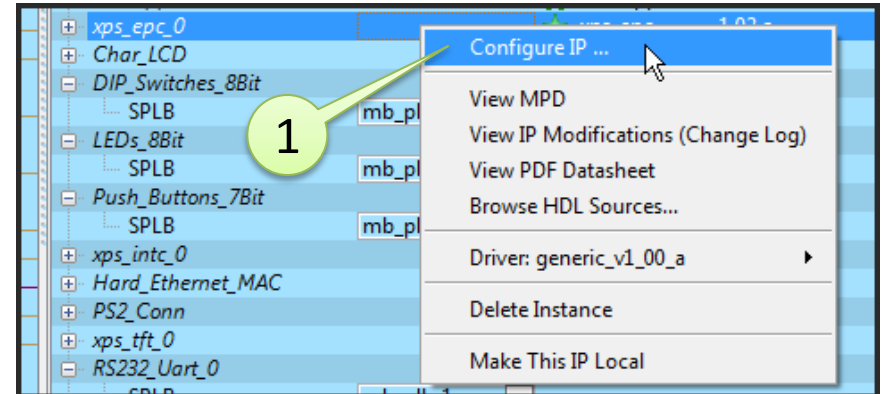 xps_epc_0
Char_LCD
DIP_Switches_8Bit
SPLB
LEDs_8Bit
SPLB
Push_Buttons_7Bit
SPLB
xps_intc_0
Hard_Ethernet_MAC
PS2_Conn
xps_tft_0
RS232_Uart_0
mb_pl
mb_pl
mb_pl
1
Configure IP ...
View MPD
View IP Modifications (Change Log)
View PDF Datasheet
Browse HDL Sources...
Driver: generic_v1_00_a
Delete Instance
Make This IP Local